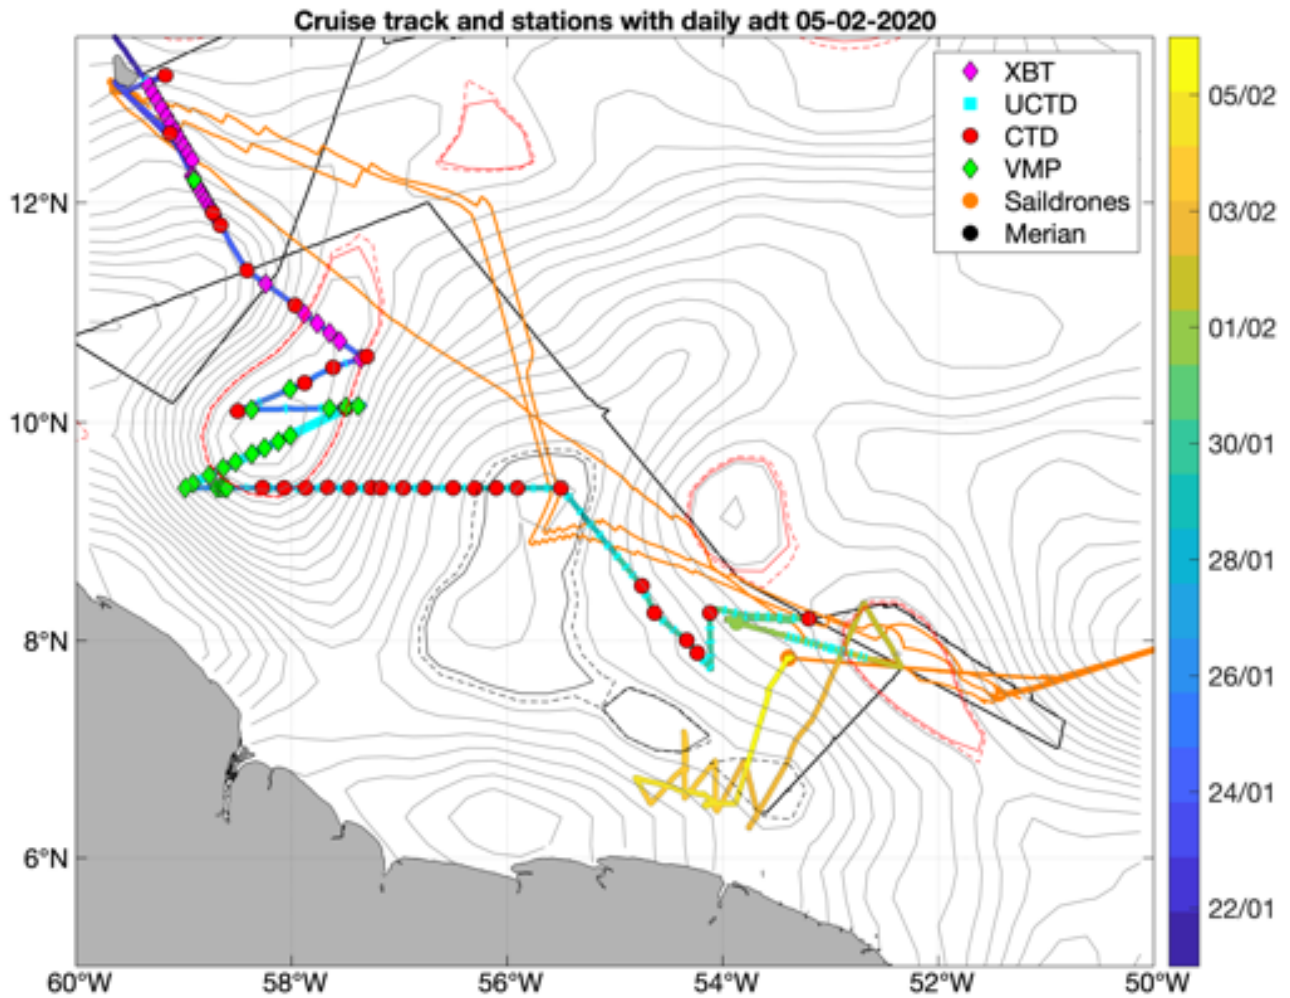 Cruise track and stations with daily adt 05-02-2020
XBT
UCTD
CTD
VMP
Saildrones
Merian
12°N
10°N
8°N
6°N
60°W
58°W
56°W
54°W
52°W
50°W
05/02
03/02
01/02
30/01
28/01
26/01
24/01
22/01